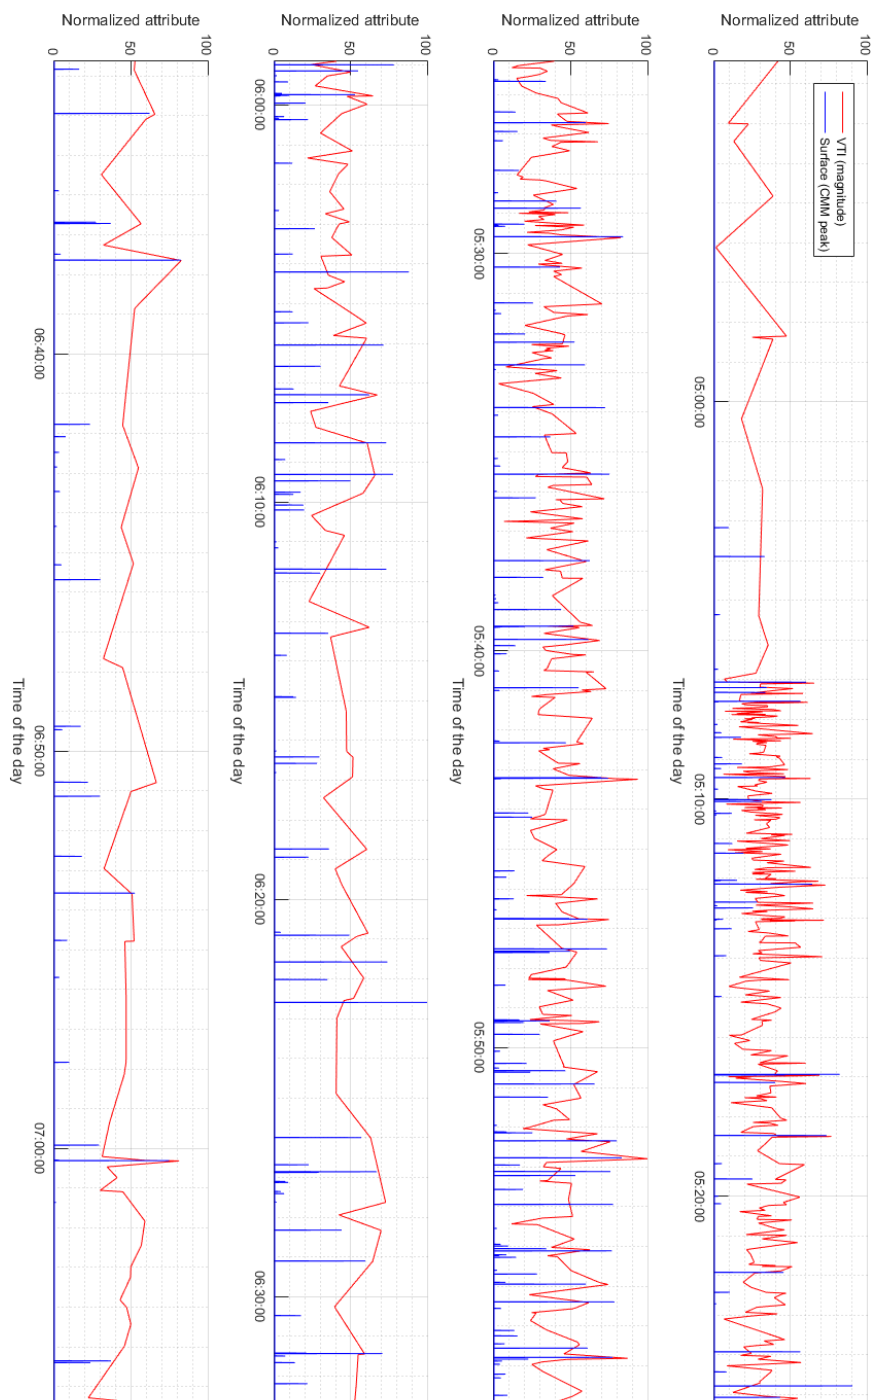 Normalized attribute
100
50
0
VTI (magnitude)
Surface (CMM peak)
05:00:00 05:10:00 05:20:00
Time of the day
Normalized attribute
100
50
0
05:30:00 05:40:00 05:50:00
Time of the day
Normalized attribute
100
50
0
06:00:00 06:10:00 06:20:00 06:30:00
Time of the day
Normalized attribute
100
50
0
06:40:00 06:50:00 07:00:00
Time of the day